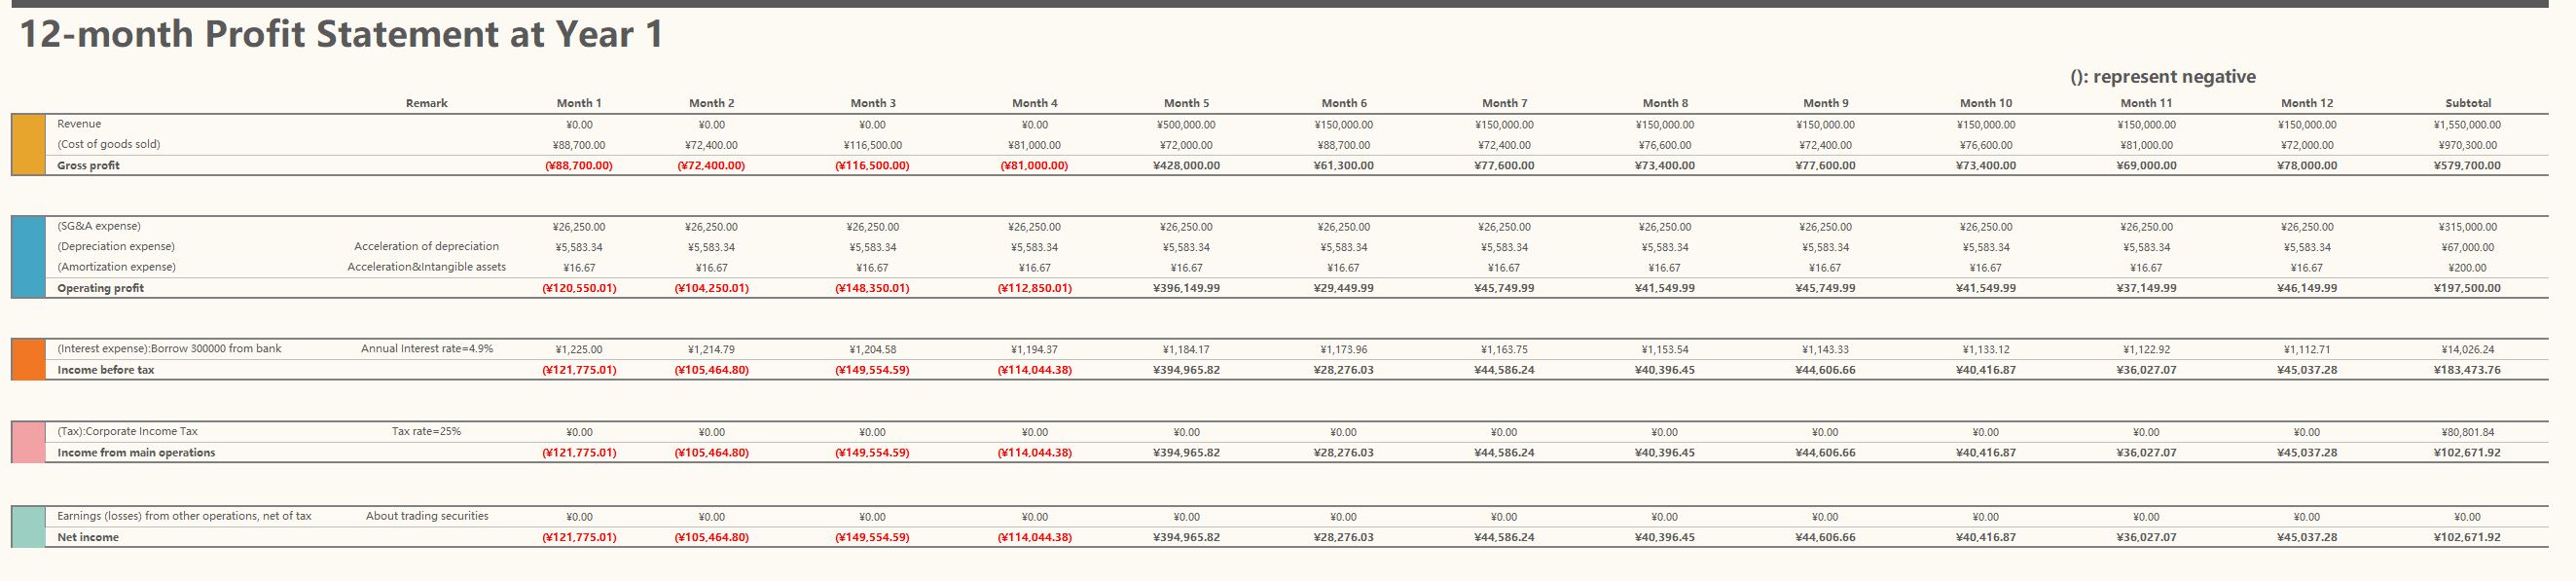 12-month Profit Statement at Year 1
(): represent negative
Remark Month 1 Month 2 Month 3 Month 4 Month 5 Month 6 Month 7 Month 8 Month 9 Month 10 Month 11 Month 12 Subtotal
Revenue ¥0.00 ¥0.00 ¥0.00 ¥0.00 ¥500,000.00 ¥150,000.00 ¥150,000.00 ¥150,000.00 ¥150,000.00 ¥150,000.00 ¥150,000.00 ¥150,000.00 ¥1,550,000.00
(Cost of goods sold) ¥88,700.00 ¥72,400.00 ¥116,500.00 ¥81,000.00 ¥72,000.00 ¥88,700.00 ¥72,400.00 ¥76,600.00 ¥72,400.00 ¥76,600.00 ¥81,000.00 ¥72,000.00 ¥970,300.00
Gross profit (¥88,700.00) (¥72,400.00) (¥116,500.00) (¥81,000.00) ¥428,000.00 ¥61,300.00 ¥77,600.00 ¥73,400.00 ¥77,600.00 ¥73,400.00 ¥69,000.00 ¥78,000.00 ¥579,700.00
(SG&A expense) ¥26,250.00 ¥26,250.00 ¥26,250.00 ¥26,250.00 ¥26,250.00 ¥26,250.00 ¥26,250.00 ¥26,250.00 ¥26,250.00 ¥26,250.00 ¥26,250.00 ¥26,250.00 ¥315,000.00
(Depreciation expense) Acceleration of depreciation ¥5,583.34 ¥5,583.34 ¥5,583.34 ¥5,583.34 ¥5,583.34 ¥5,583.34 ¥5,583.34 ¥5,583.34 ¥5,583.34 ¥5,583.34 ¥5,583.34 ¥5,583.34 ¥67,000.00
(Amortization expense) Acceleration&Intangible assets ¥16.67 ¥16.67 ¥16.67 ¥16.67 ¥16.67 ¥16.67 ¥16.67 ¥16.67 ¥16.67 ¥16.67 ¥16.67 ¥16.67 ¥200.00
Operating profit (¥120,550.01) (¥104,250.01) (¥148,350.01) (¥112,850.01) ¥396,149.99 ¥29,449.99 ¥45,749.99 ¥41,549.99 ¥45,749.99 ¥41,549.99 ¥37,149.99 ¥46,149.99 ¥197,500.00
(Interest expense):Borrow 300000 from bank Annual Interest rate=4.9% ¥1,225.00 ¥1,214.79 ¥1,204.58 ¥1,194.37 ¥1,184.17 ¥1,173.96 ¥1,163.75 ¥1,153.54 ¥1,143.33 ¥1,133.12 ¥1,122.92 ¥1,112.71 ¥14,026.24
Income before tax (¥121,775.01) (¥105,464.80) (¥149,554.59) (¥114,044.38) ¥394,965.82 ¥28,276.03 ¥44,586.24 ¥40,396.45 ¥44,606.66 ¥40,416.87 ¥36,027.07 ¥45,037.28 ¥183,473.76
(Tax):Corporate Income Tax Tax rate=25% ¥0.00 ¥0.00 ¥0.00 ¥0.00 ¥0.00 ¥0.00 ¥0.00 ¥0.00 ¥0.00 ¥0.00 ¥0.00 ¥0.00 ¥80,801.84
Income from main operations (¥121,775.01) (¥105,464.80) (¥149,554.59) (¥114,044.38) ¥394,965.82 ¥28,276.03 ¥44,586.24 ¥40,396.45 ¥44,606.66 ¥40,416.87 ¥36,027.07 ¥45,037.28 ¥102,671.92
Earnings (losses) from other operations, net of tax About trading securities ¥0.00 ¥0.00 ¥0.00 ¥0.00 ¥0.00 ¥0.00 ¥0.00 ¥0.00 ¥0.00 ¥0.00 ¥0.00 ¥0.00 ¥0.00
Net income (¥121,775.01) (¥105,464.80) (¥149,554.59) (¥114,044.38) ¥394,965.82 ¥28,276.03 ¥44,586.24 ¥40,396.45 ¥44,606.66 ¥40,416.87 ¥36,027.07 ¥45,037.28 ¥102,671.92